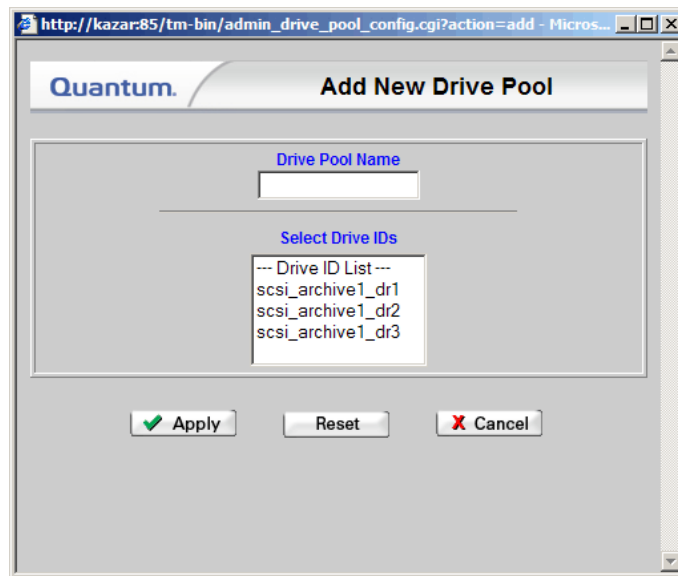 http://kazar:85/tm-bin/admin_drive_pool_config.cgi?action=add - Micros...
Quantum.
Add New Drive Pool
Drive Pool Name
Select Drive IDs
--- Drive ID List ---
scsi_archive1_dr1
scsi_archive1_dr2
scsi_archive1_dr3
Apply Reset X Cancel